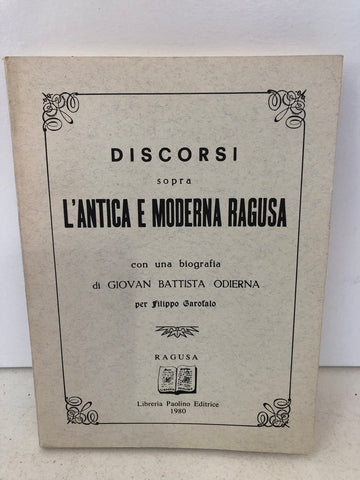 DISCORSI
sopra
L'ANTICA E MODERNA RAGUSA
con una biografia
di GIOVAN BATTISTA ODIERNA
per Filippo Garofalo
RAGUSA
Libreria Paolino Editrice
1980